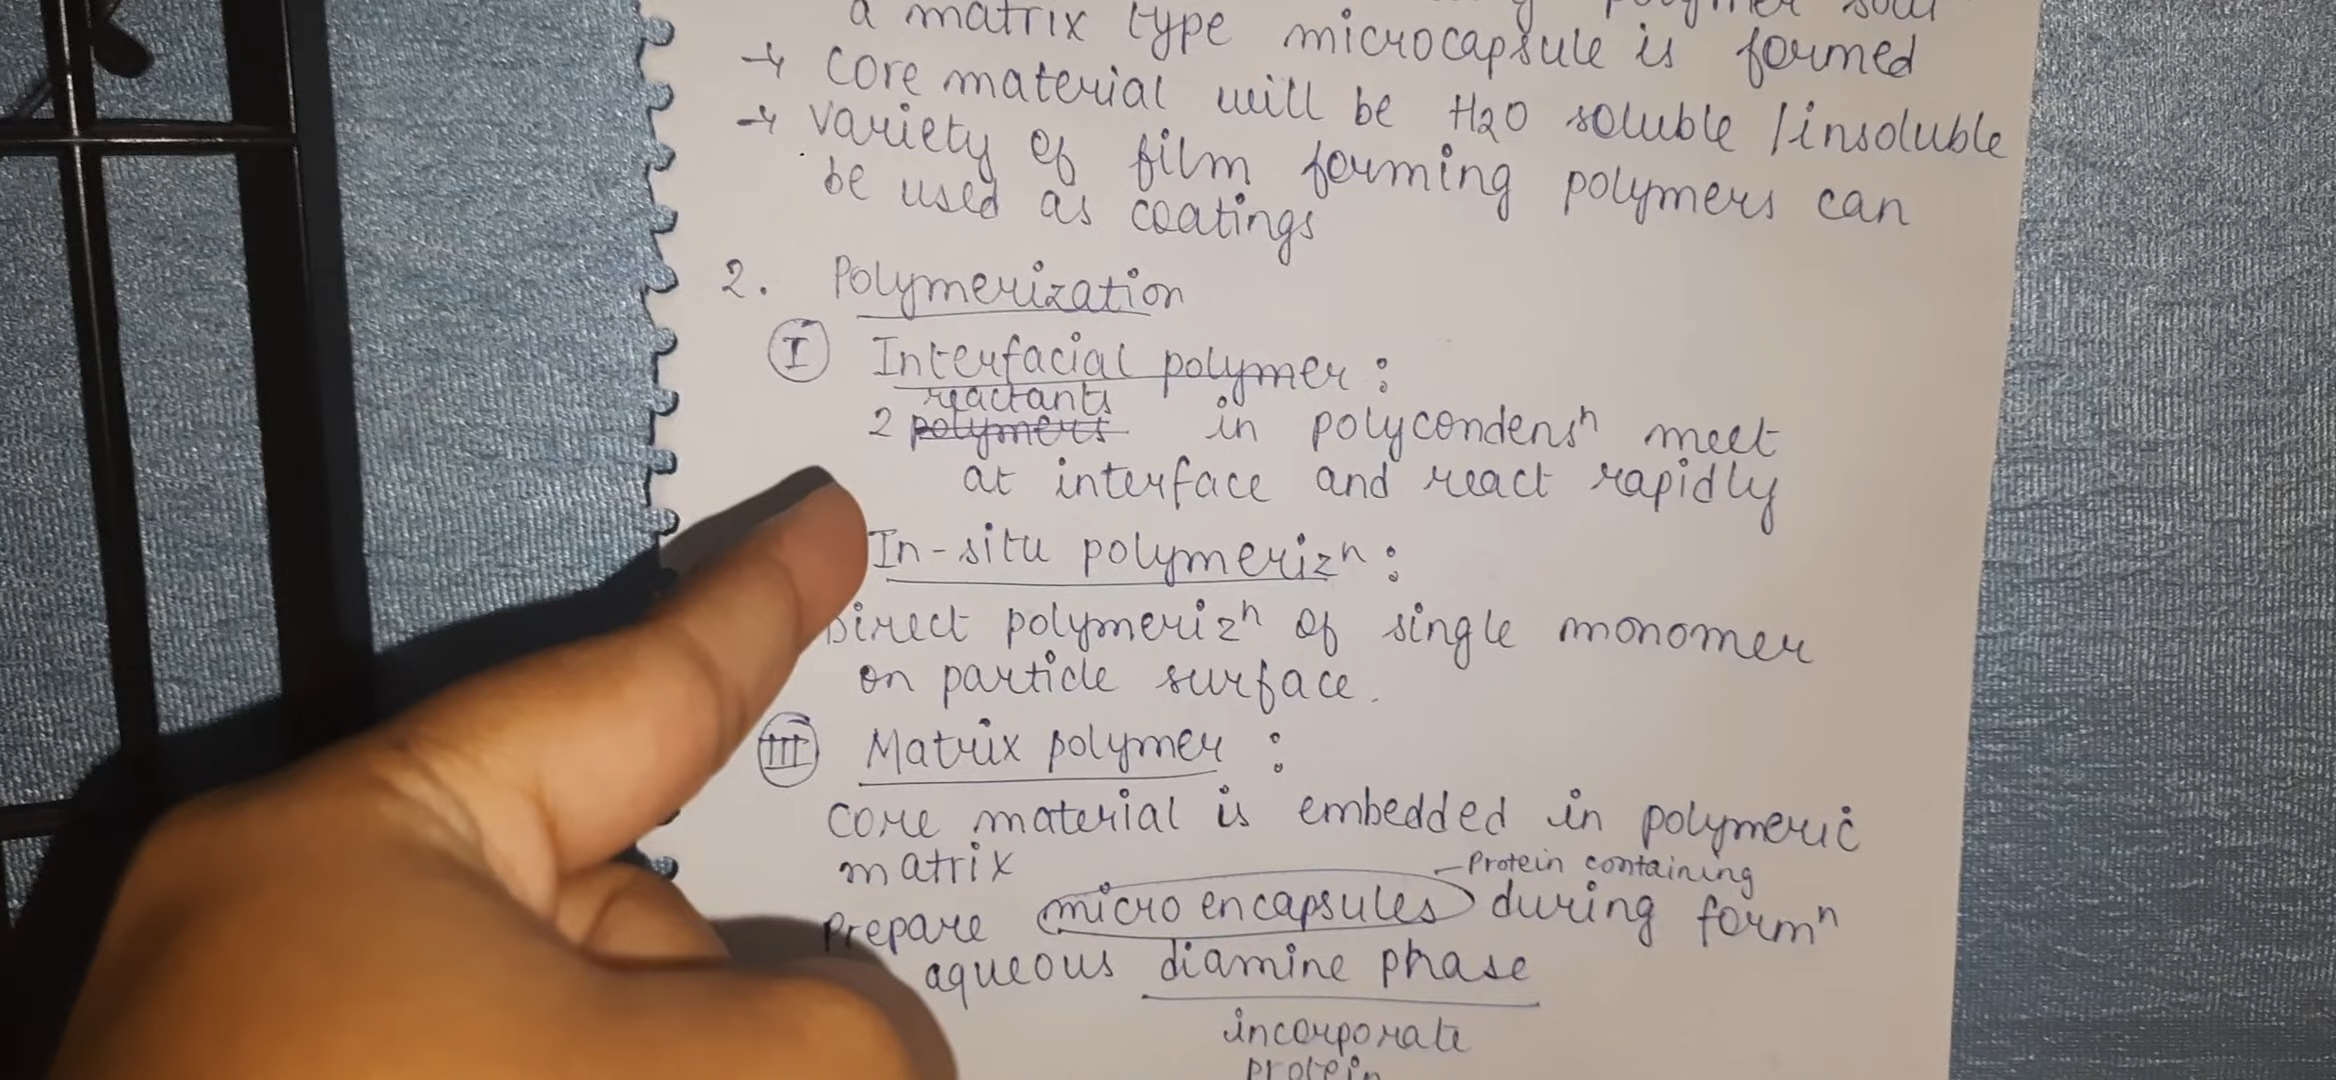 a matrix type microcapsule is formed
→ core material will be H2O soluble / insoluble
→ variety of film forming polymers can
be used as coatings
2. Polymerization
I Interfacial polymer :
reactants
2 polymers in polycondensⁿ meet
at interface and react rapidly
In-situ polymerizⁿ :
Direct polymerizⁿ of single monomer
on particle surface.
III Matrix polymer :
core material is embedded in polymeric
matrix
- Protein containing
Prepare micro encapsules during formⁿ
aqueous diamine phase
incorporate
protein